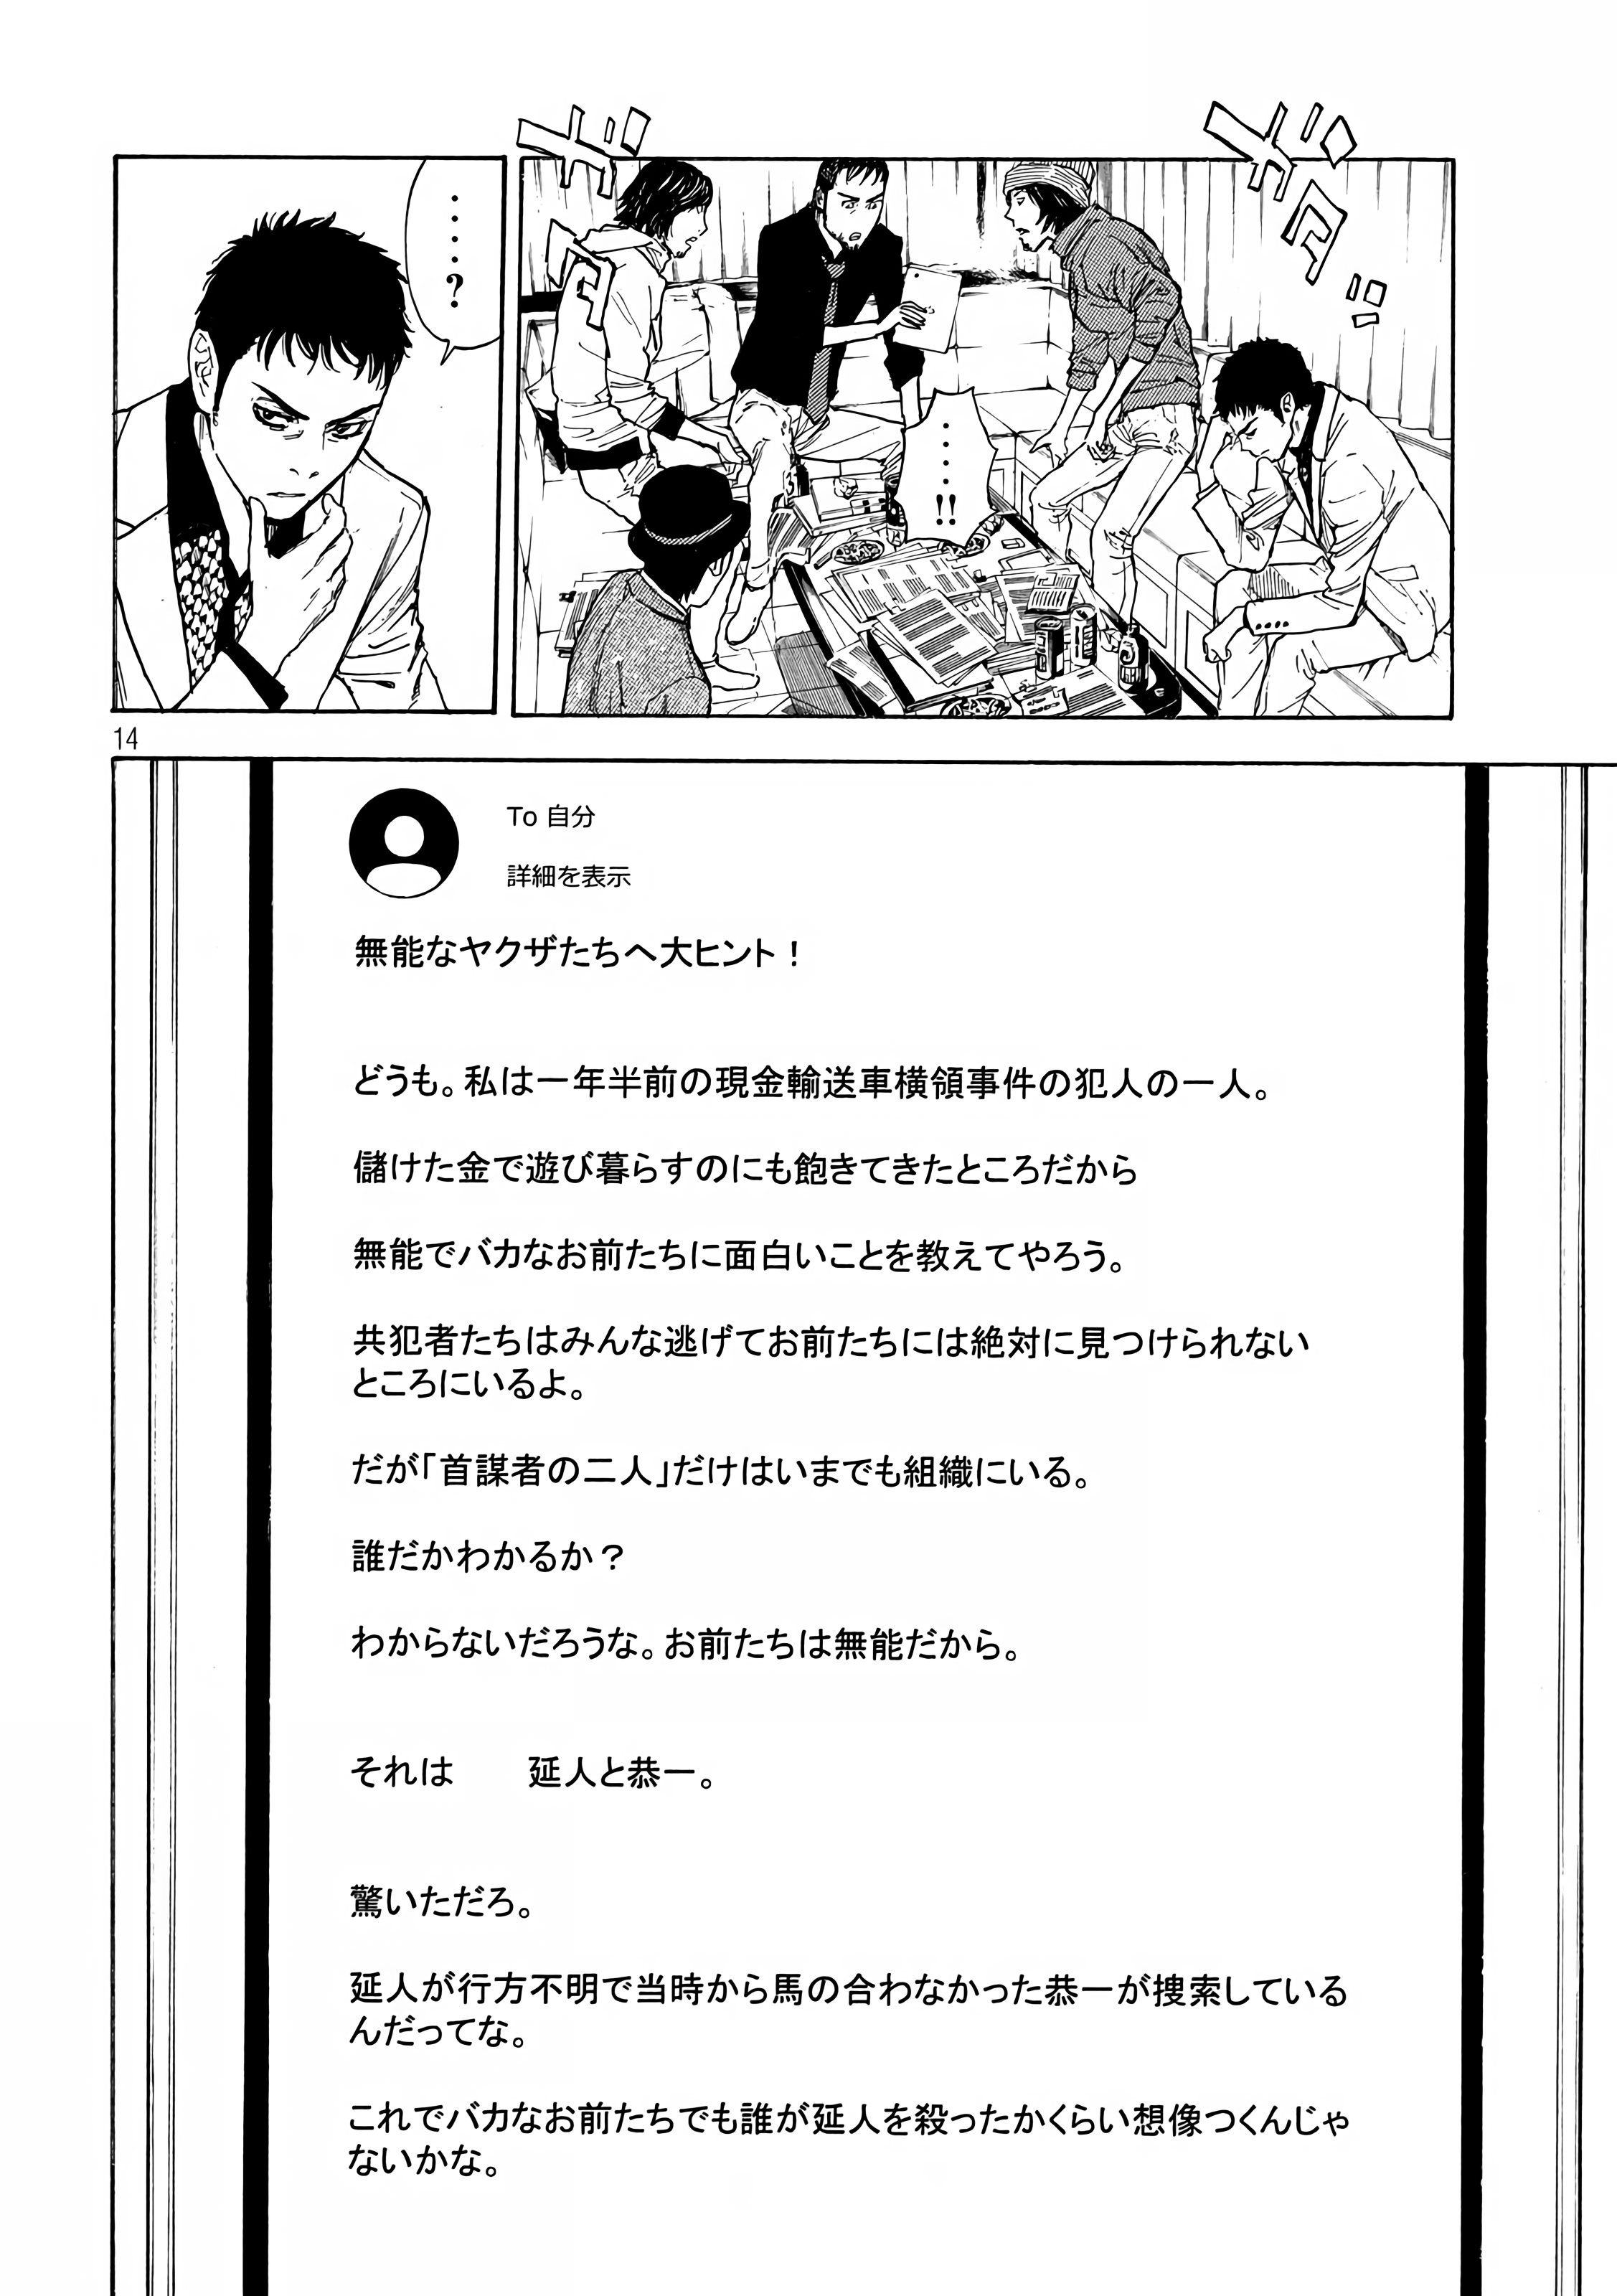 ギッ
タ‥
……!!
ギ
タ
‥‥?
14
To 自分
詳細を表示
無能なヤクザたちへ大ヒント！
どうも。私は一年半前の現金輸送車横領事件の犯人の一人。
儲けた金で遊び暮らすのにも飽きてきたところだから
無能でバカなお前たちに面白いことを教えてやろう。
共犯者たちはみんな逃げてお前たちには絶対に見つけられない
ところにいるよ。
だが「首謀者の二人」だけはいまでも組織にいる。
誰だかわかるか？
わからないだろうな。お前たちは無能だから。
それは　　延人と恭一。
驚いただろ。
延人が行方不明で当時から馬の合わなかった恭一が捜索している
んだってな。
これでバカなお前たちでも誰が延人を殺ったかくらい想像つくんじゃ
ないかな。